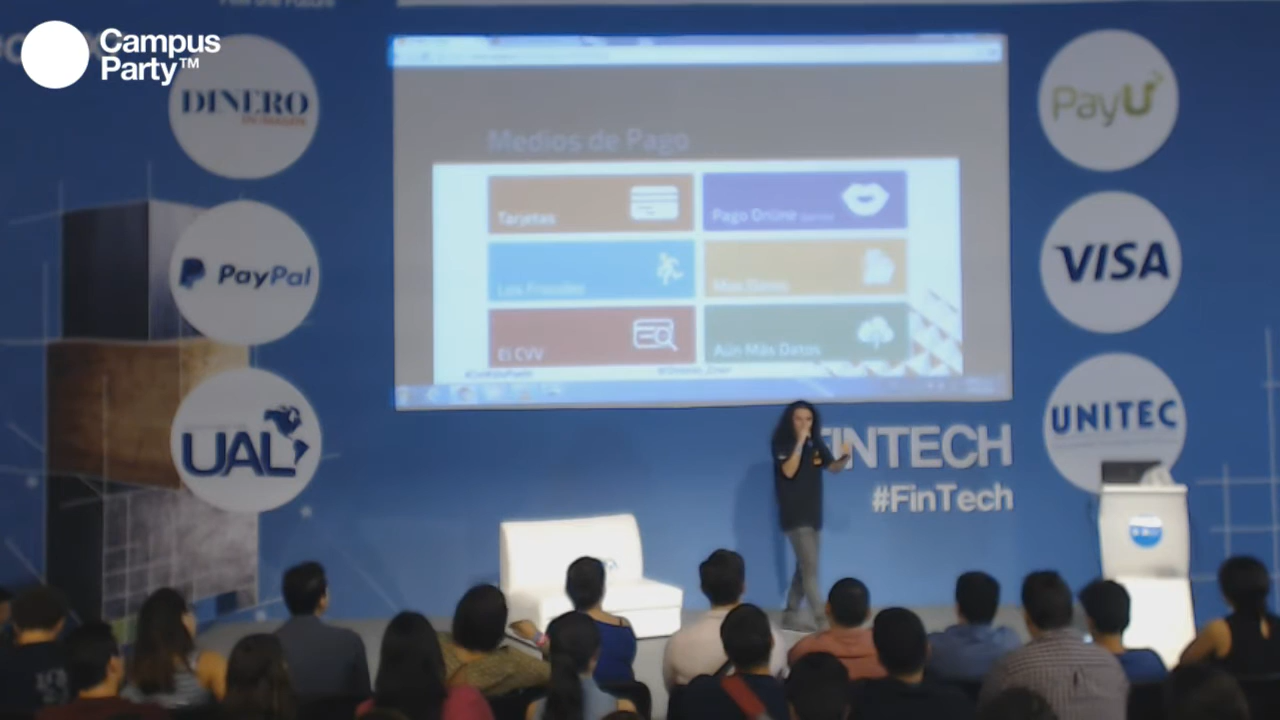 Campus
Party™
DINERO
PayPal
UAL
Medios de Pago
Tarjetas
Pago Online
Los Fraudes
Mas Datos
El CVV
Aún Más Datos
PayU
VISA
UNITEC
FINTECH
#FinTech